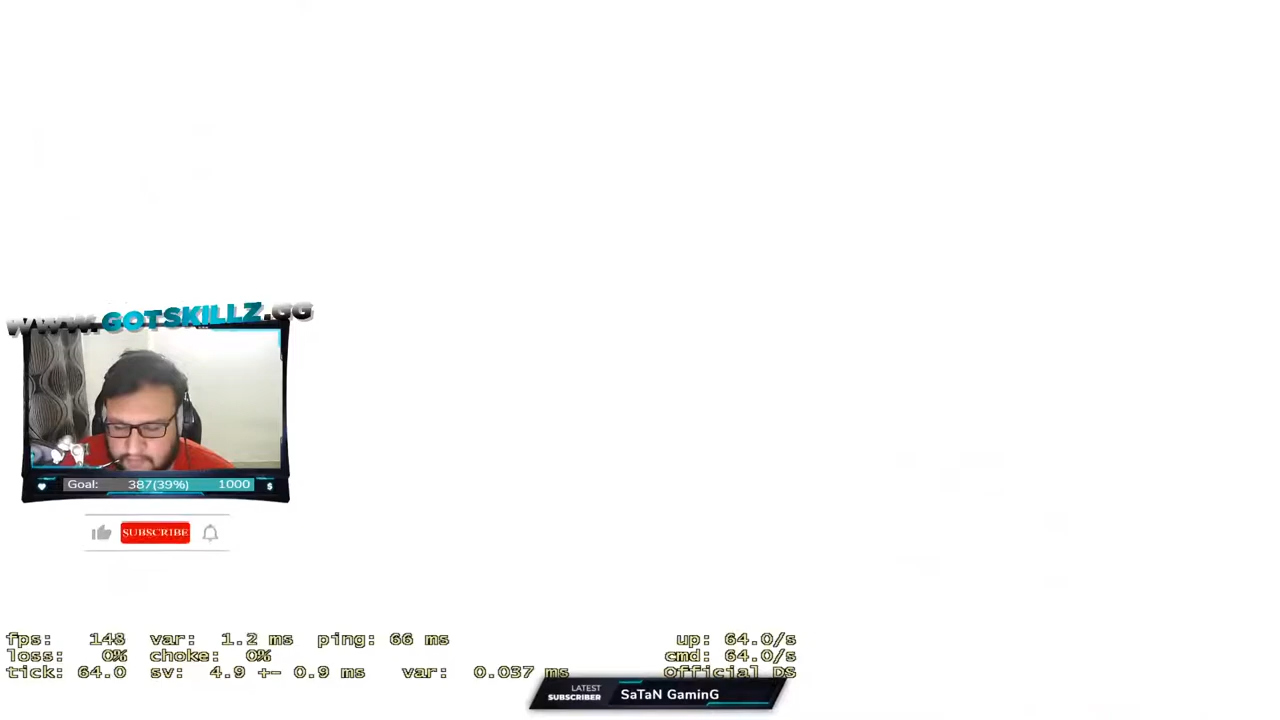 WWW.GOTSKILLZ.GG
Goal: 387(39%) 1000
$
SUBSCRIBE
fps: 148 var: 1.2 ms ping: 66 ms up: 64.0/s
loss: 0% choke: 0% cmd: 64.0/s
tick: 64.0 sv: 4.9 +- 0.9 ms var: 0.037 ms Official DS
LATEST
SUBSCRIBER
SaTaN GaminG